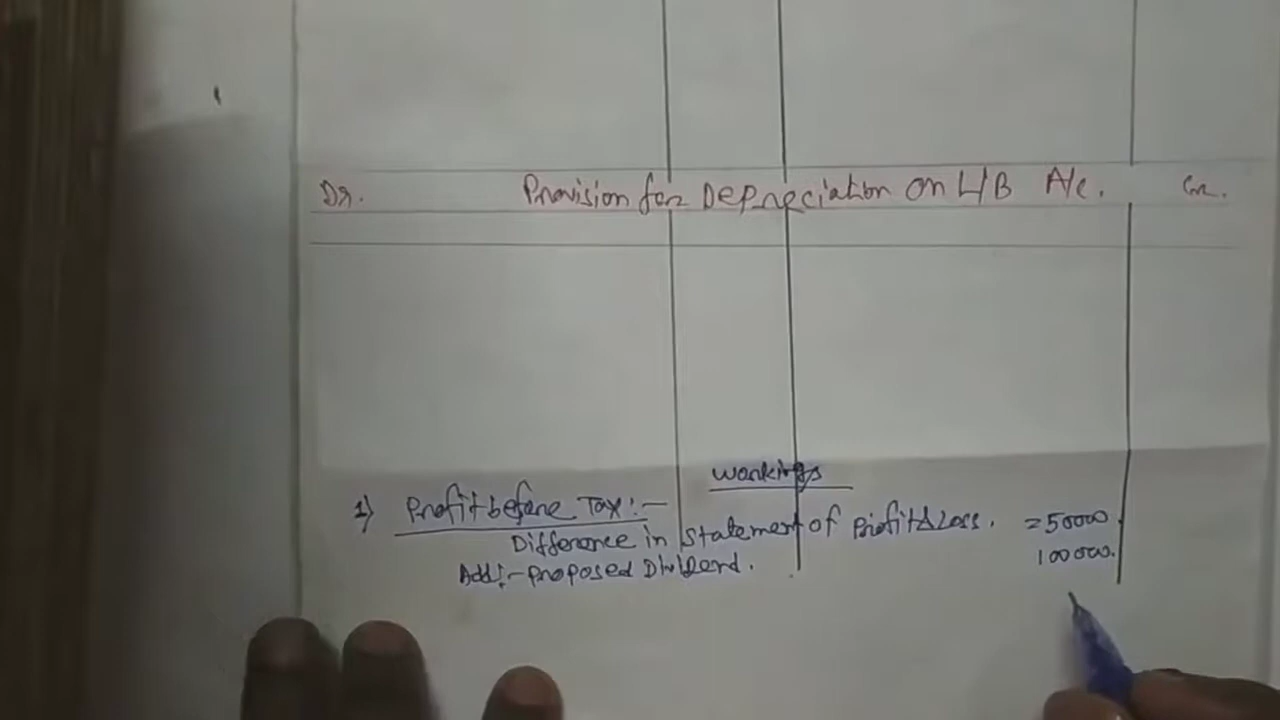 Dr. Provision for Depreciation on L/B A/c. Cr.
Workings
1) Profit before Tax:-
Difference in Statement of Profit & Loss. = 50000
Add:- Proposed Dividend. 100000.